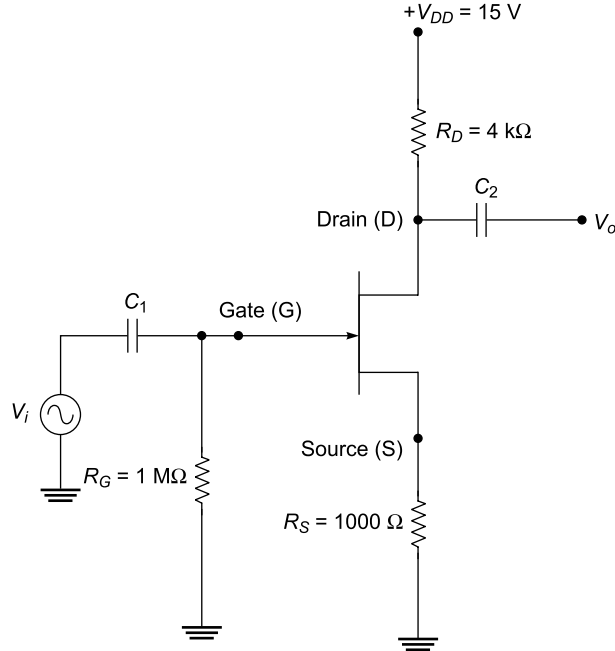 +V_DD = 15 V
R_D = 4 kΩ
C_2
Drain (D)
V_o
Gate (G)
C_1
V_i
Source (S)
R_G = 1 MΩ
R_S = 1000 Ω